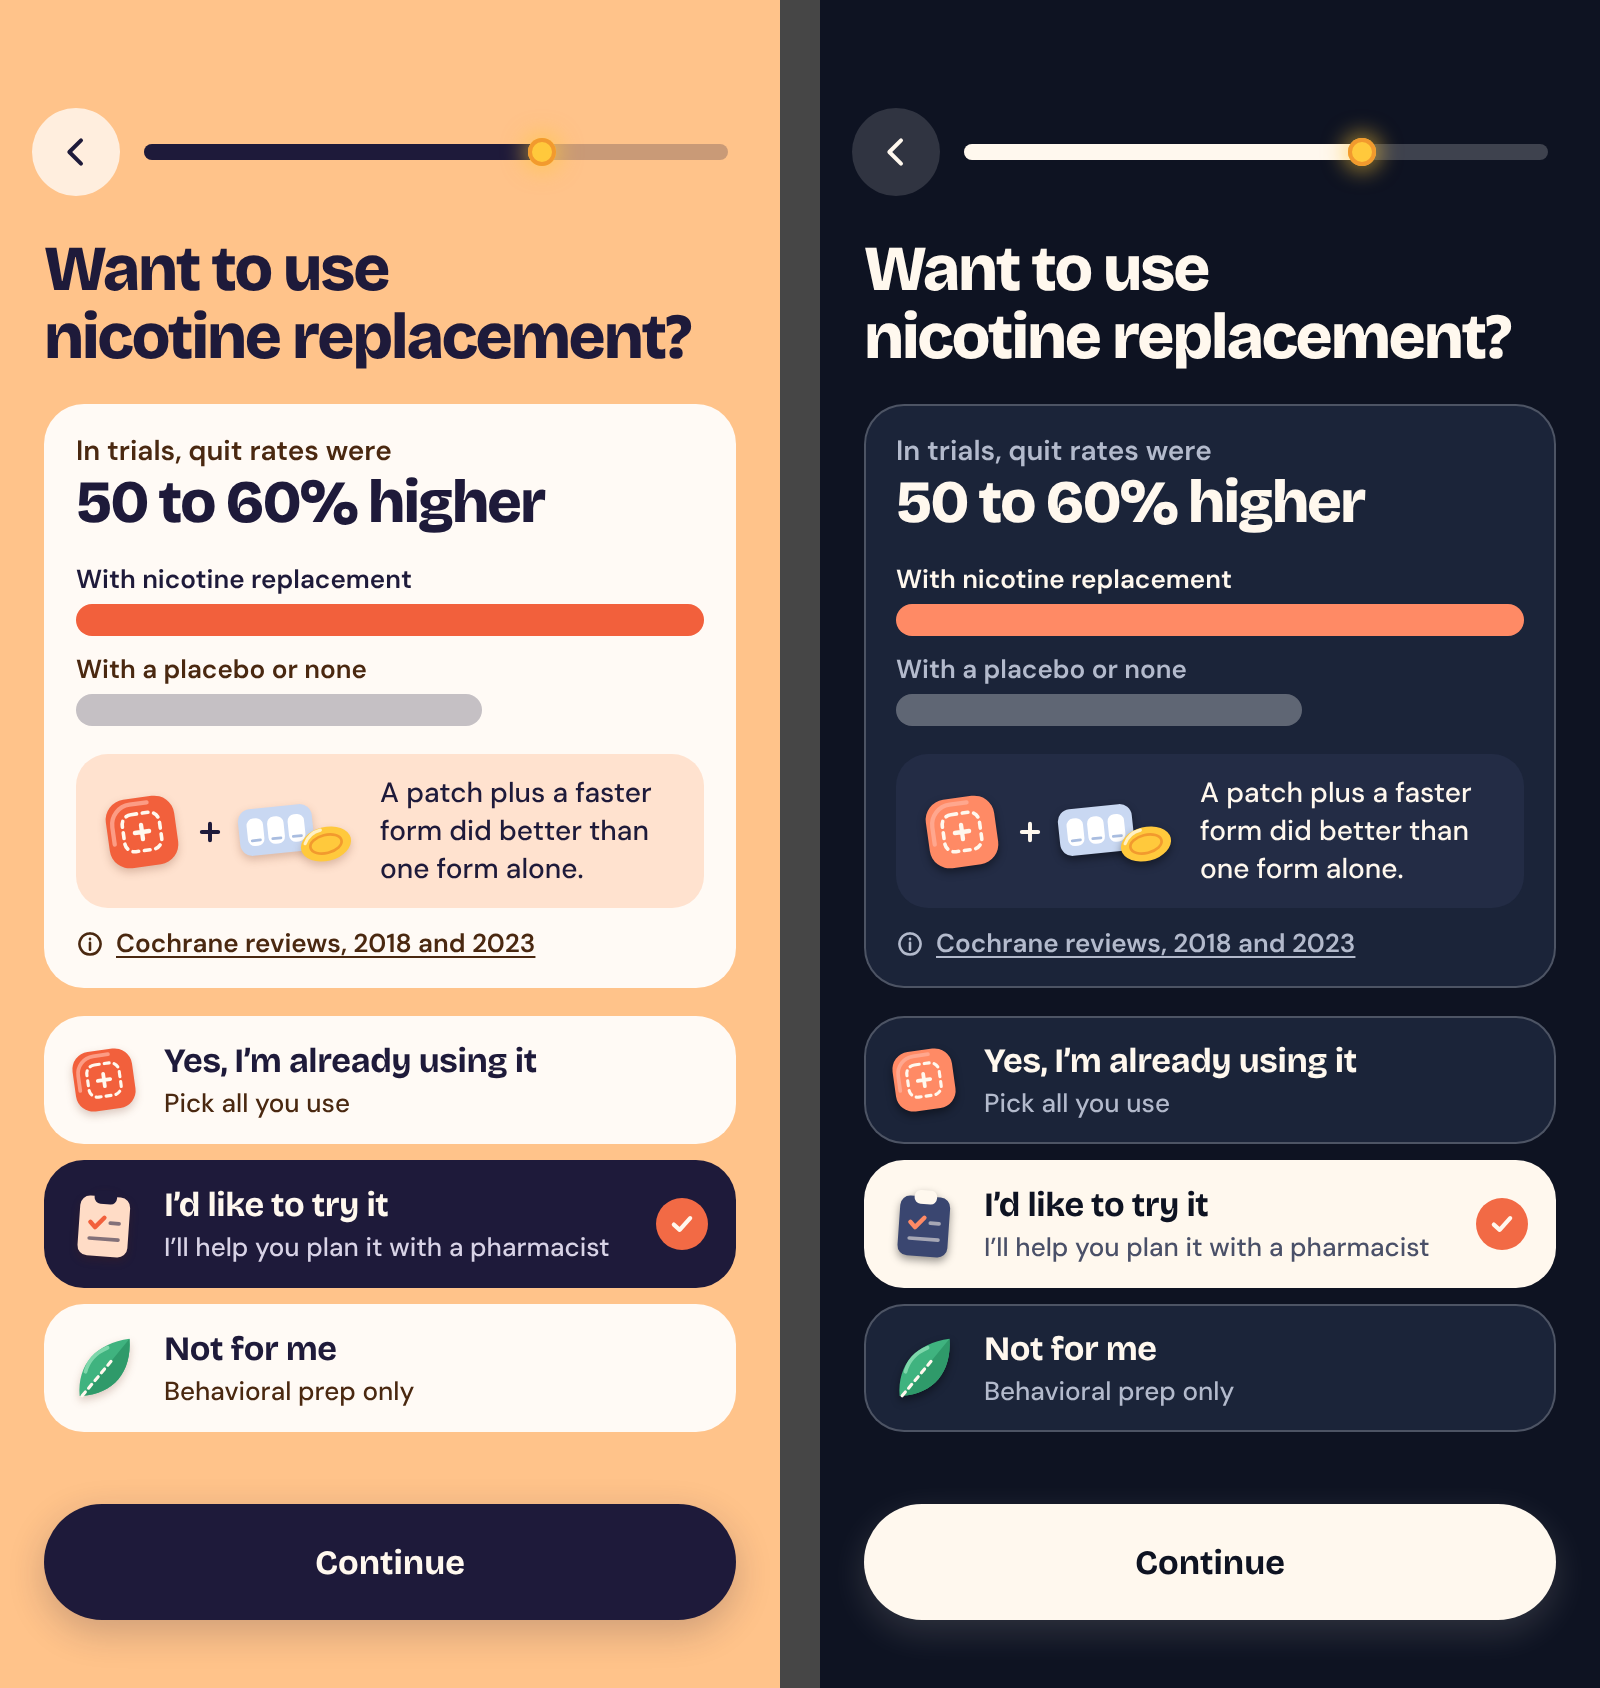 Want to use
nicotine replacement?
In trials, quit rates were
50 to 60% higher
With nicotine replacement
With a placebo or none
+
A patch plus a faster
form did better than
one form alone.
Cochrane reviews, 2018 and 2023
Yes, I’m already using it
Pick all you use
I’d like to try it
I’ll help you plan it with a pharmacist
Not for me
Behavioral prep only
Continue
Want to use
nicotine replacement?
In trials, quit rates were
50 to 60% higher
With nicotine replacement
With a placebo or none
+
A patch plus a faster
form did better than
one form alone.
Cochrane reviews, 2018 and 2023
Yes, I’m already using it
Pick all you use
I’d like to try it
I’ll help you plan it with a pharmacist
Not for me
Behavioral prep only
Continue